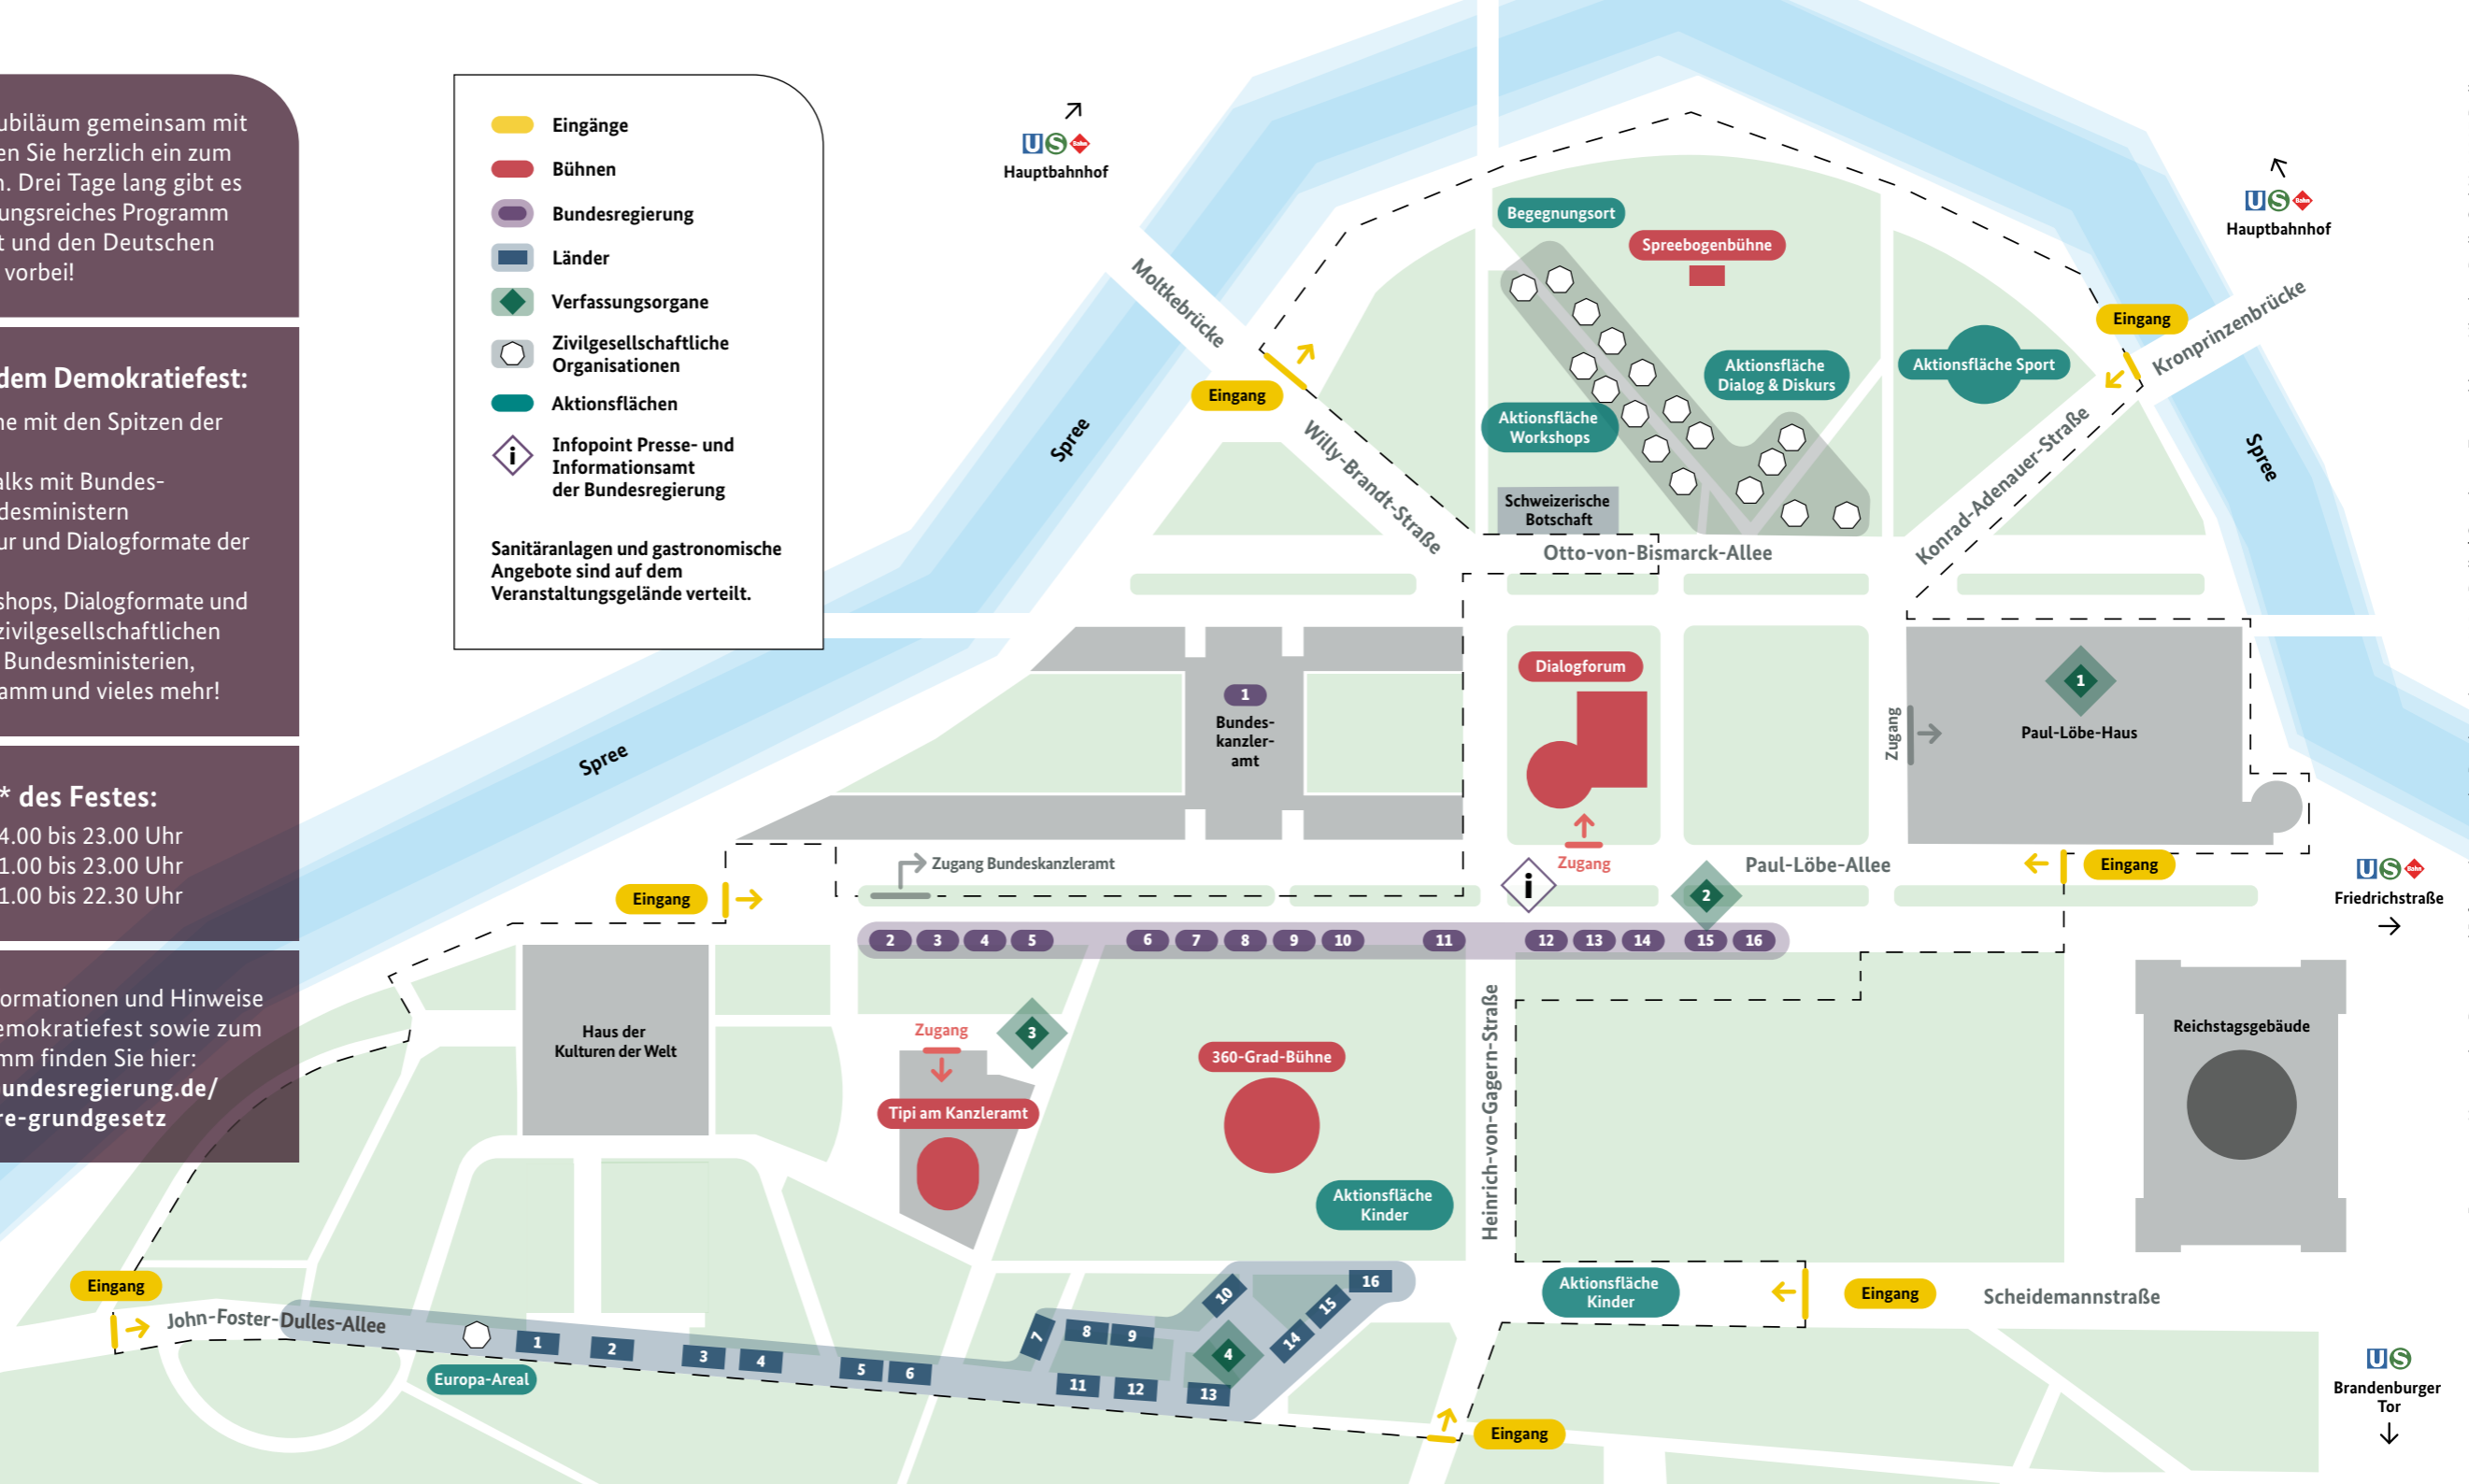 ubiläum gemeinsam mit
en Sie herzlich ein zum
n. Drei Tage lang gibt es
ungsreiches Programm
t und den Deutschen
vorbei!
dem Demokratiefest:
ne mit den Spitzen der
alks mit Bundes-
desministern
ur und Dialogformate der
shops, Dialogformate und
zivilgesellschaftlichen
Bundesministerien,
amm und vieles mehr!
* des Festes:
4.00 bis 23.00 Uhr
1.00 bis 23.00 Uhr
1.00 bis 22.30 Uhr
formationen und Hinweise
emokratiefest sowie zum
mm finden Sie hier:
bundesregierung.de/
re-grundgesetz
Eingänge
Bühnen
Bundesregierung
Länder
Verfassungsorgane
Zivilgesellschaftliche
Organisationen
Aktionsflächen
i
Infopoint Presse- und
Informationsamt
der Bundesregierung
Sanitäranlagen und gastronomische
Angebote sind auf dem
Veranstaltungsgelände verteilt.
U S Bahn
Hauptbahnhof
U S Bahn
Hauptbahnhof
Begegnungsort
Spreebogenbühne
Moltkebrücke
Eingang
Kronprinzenbrücke
Aktionsfläche
Dialog & Diskurs
Aktionsfläche Sport
Eingang
Aktionsfläche
Workshops
Spree
Willy-Brandt-Straße
Konrad-Adenauer-Straße
Spree
Schweizerische
Botschaft
Otto-von-Bismarck-Allee
Dialogforum
1
Bundes-
kanzler-
amt
1
Paul-Löbe-Haus
Zugang
Spree
Zugang Bundeskanzleramt
Zugang
Paul-Löbe-Allee
Eingang
U S Bahn
Friedrichstraße
Eingang
i
2
2 3 4 5 6 7 8 9 10 11 12 13 14 15 16
Haus der
Kulturen der Welt
Zugang
3
Tipi am Kanzleramt
360-Grad-Bühne
Heinrich-von-Gagern-Straße
Reichstagsgebäude
Aktionsfläche
Kinder
Eingang
John-Foster-Dulles-Allee
Europa-Areal
1 2 3 4 5 6 7 8 9 10 11 12 13 14 15 16
4
Aktionsfläche
Kinder
Eingang
Scheidemannstraße
Eingang
U S
Brandenburger
Tor